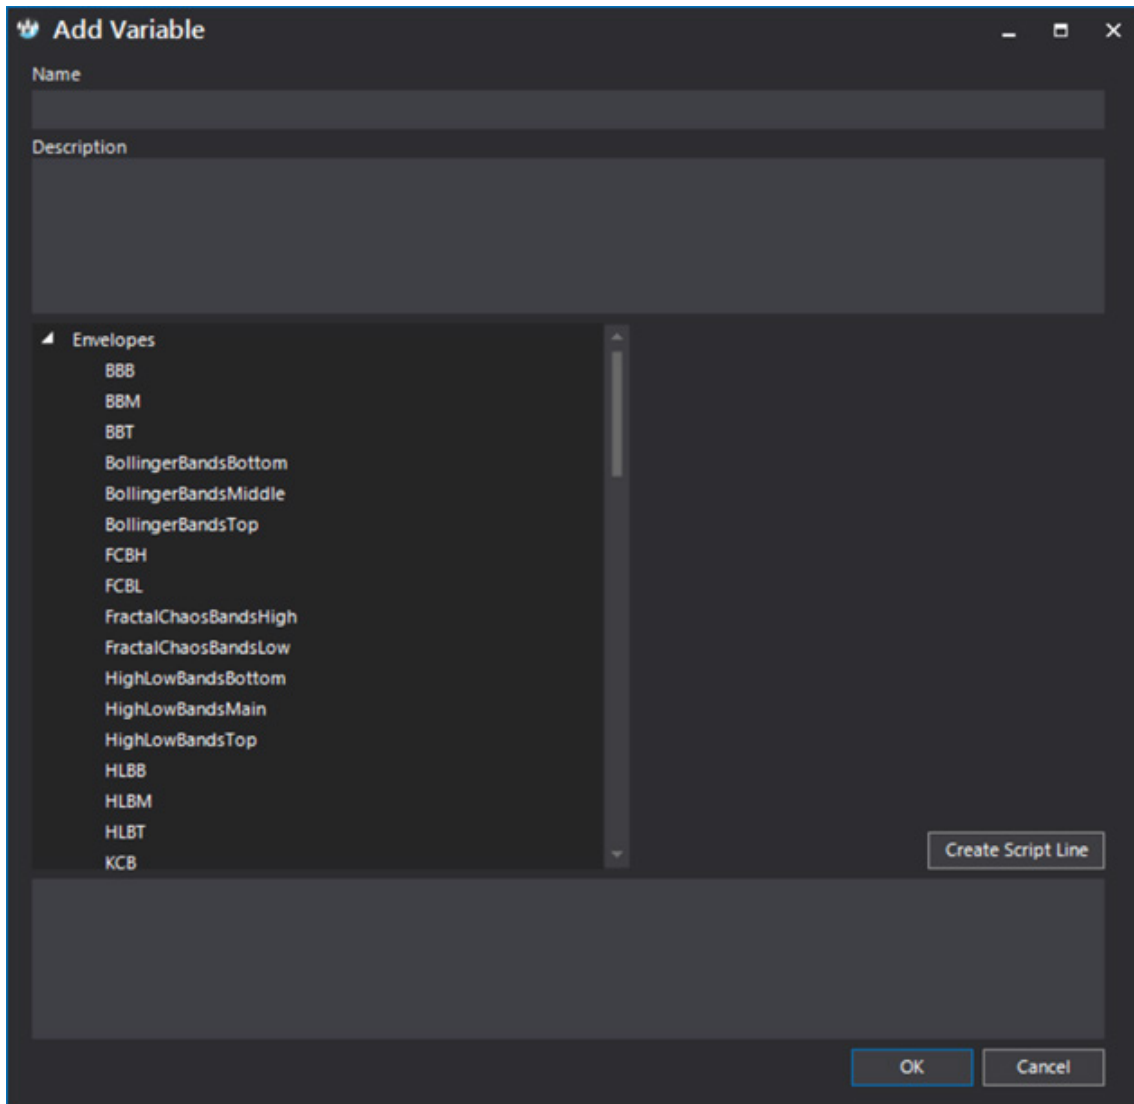 Add Variable
Name
Description
Envelopes
BBB
BBM
BBT
BollingerBandsBottom
BollingerBandsMiddle
BollingerBandsTop
FCBH
FCBL
FractalChaosBandsHigh
FractalChaosBandsLow
HighLowBandsBottom
HighLowBandsMain
HighLowBandsTop
HLBB
HLBM
HLBT
KCB
Create Script Line
OK Cancel